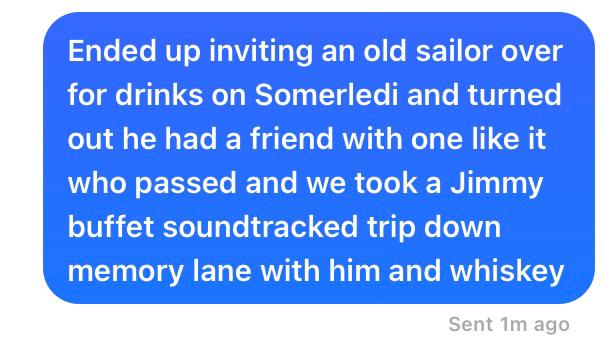 Ended up inviting an old sailor over
for drinks on Somerledi and turned
out he had a friend with one like it
who passed and we took a Jimmy
buffet soundtracked trip down
memory lane with him and whiskey
Sent 1m ago